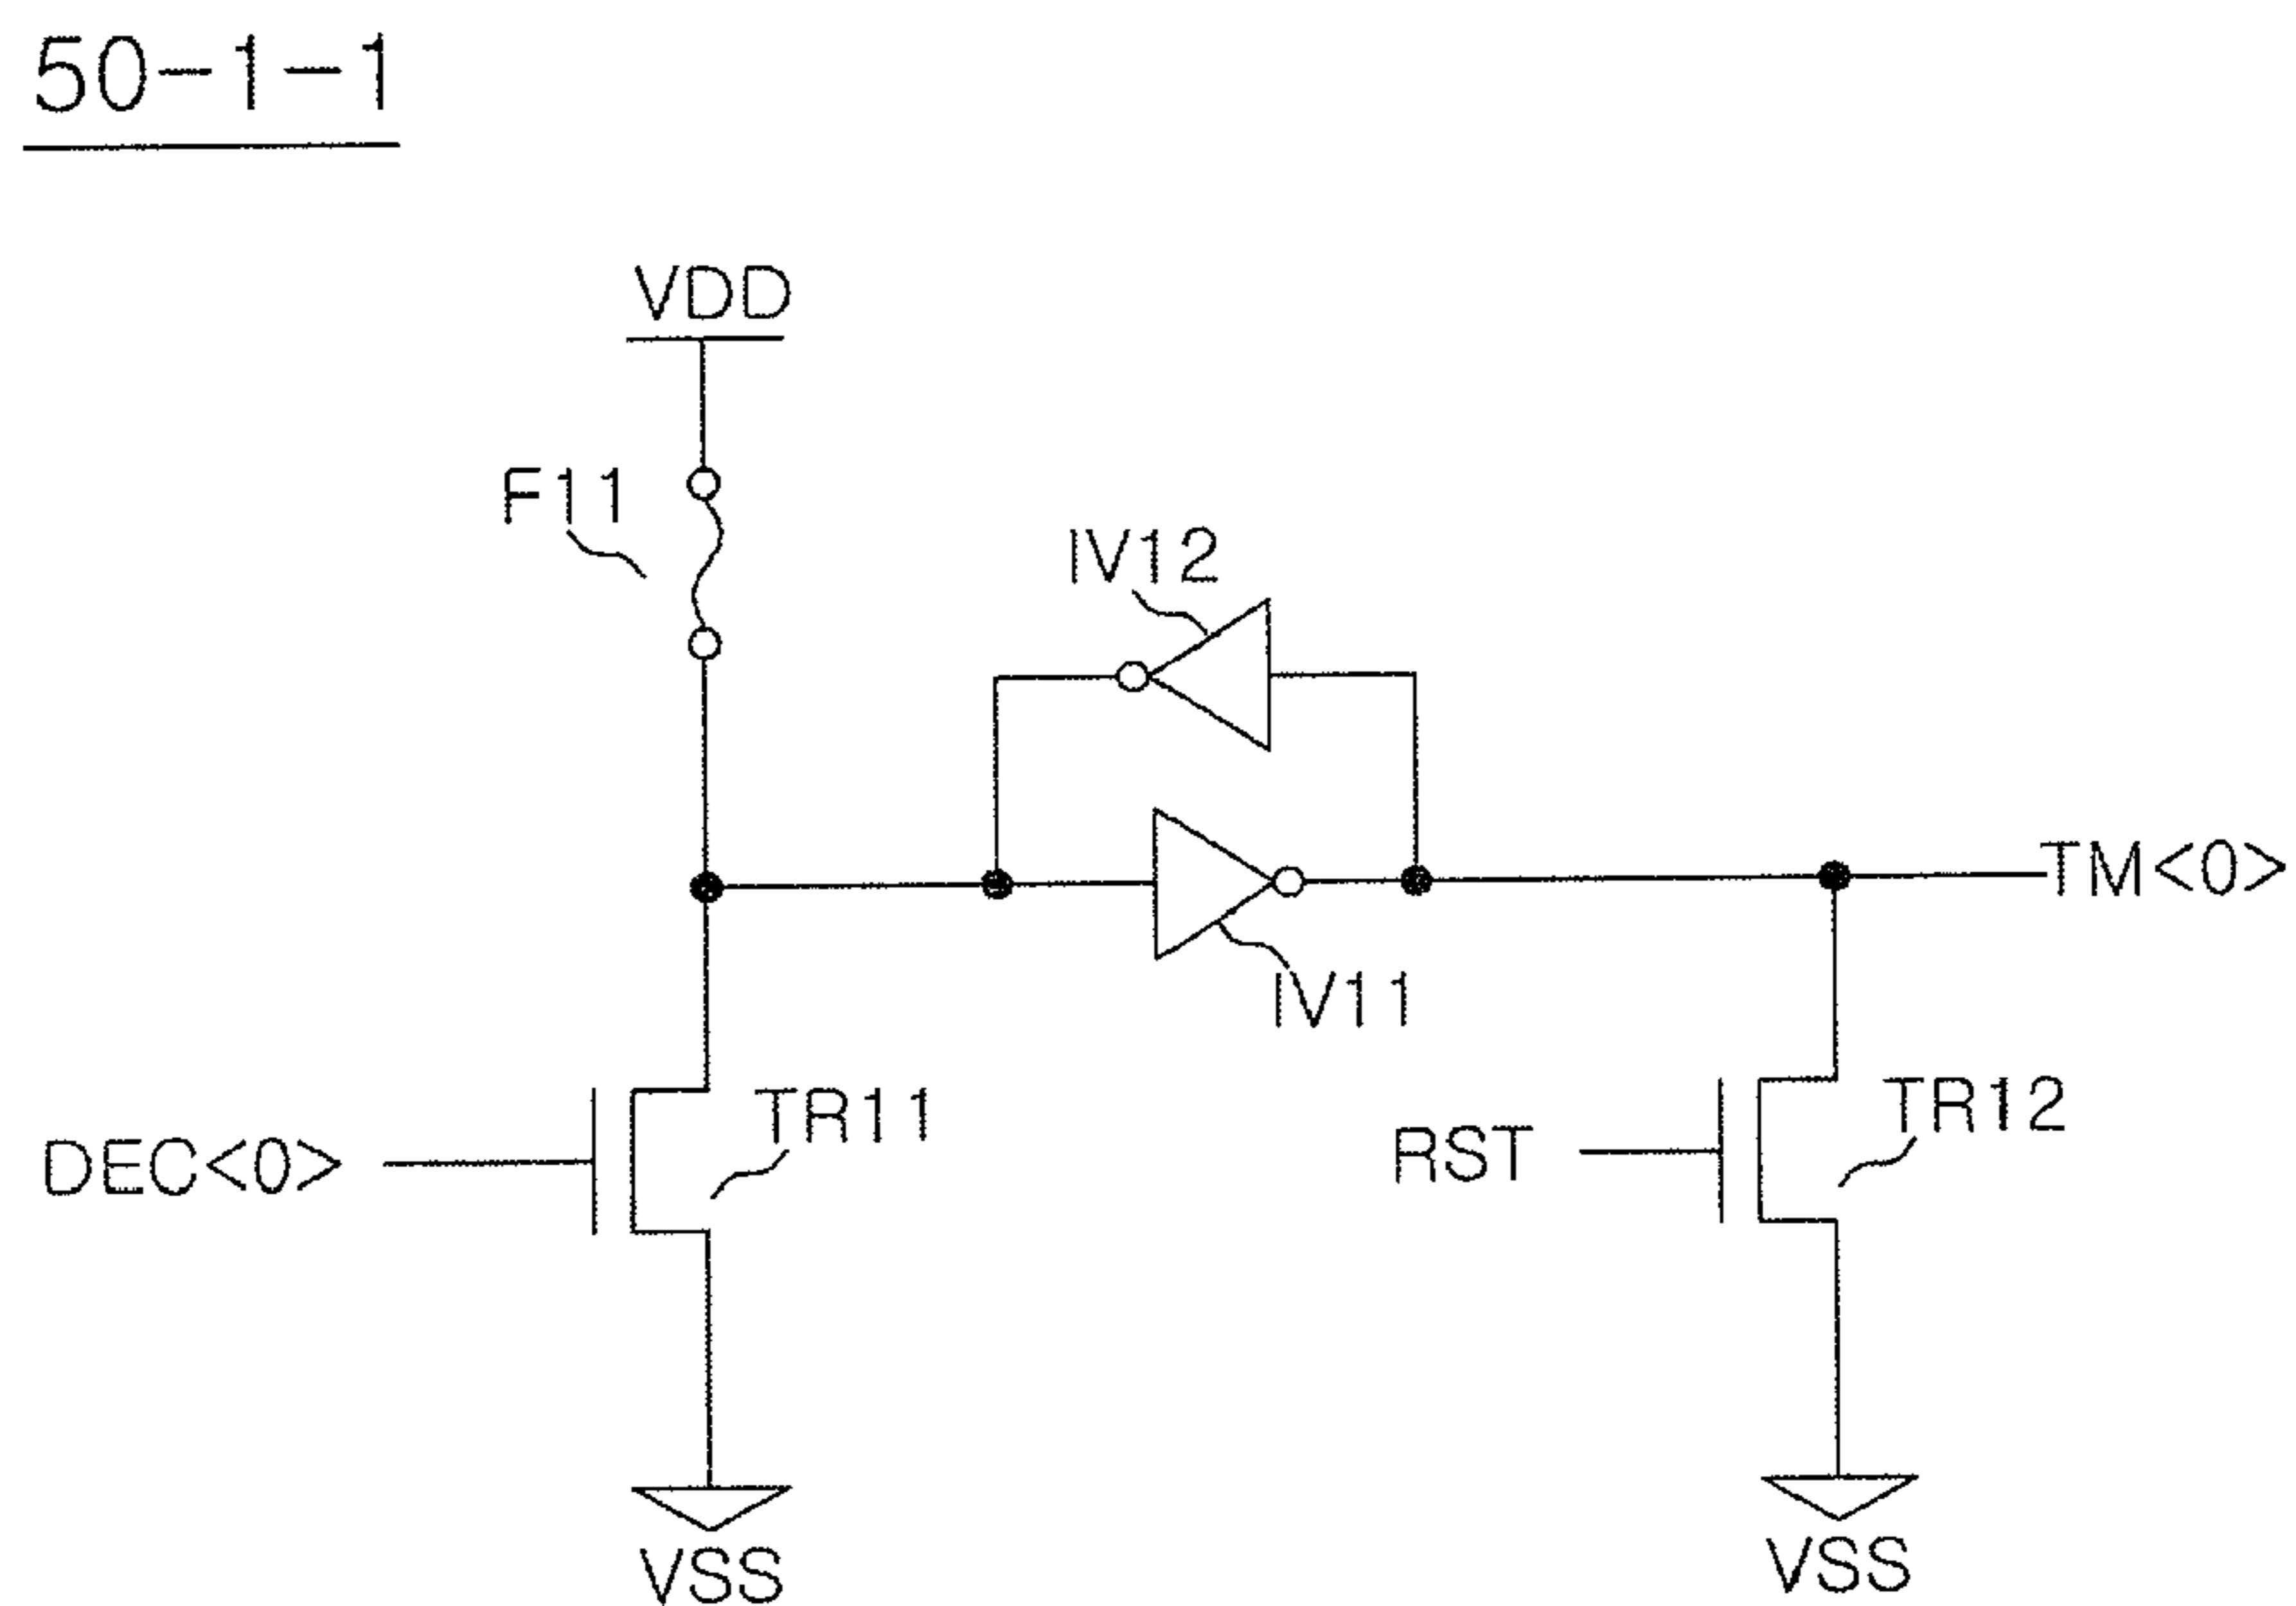 50-1-1
VDD
F11
IV12
TM<0>
IV11
TR11
TR12
DEC<0>
RST
VSS
VSS